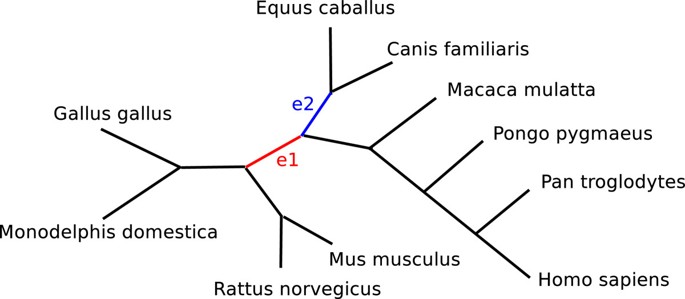 Equus caballus
Canis familiaris
e2
Macaca mulatta
Gallus gallus
Pongo pygmaeus
e1
Pan troglodytes
Monodelphis domestica
Mus musculus
Homo sapiens
Rattus norvegicus